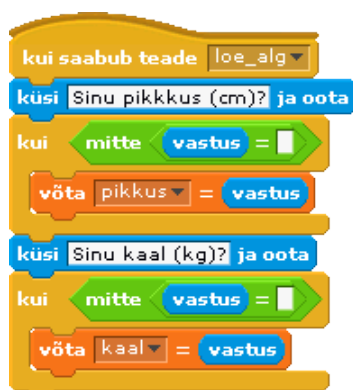 kui saabub teade loe_alg
küsi Sinu pikkkus (cm)? ja oota
kui mitte vastus =
võta pikkus = vastus
küsi Sinu kaal (kg)? ja oota
kui mitte vastus =
võta kaal = vastus